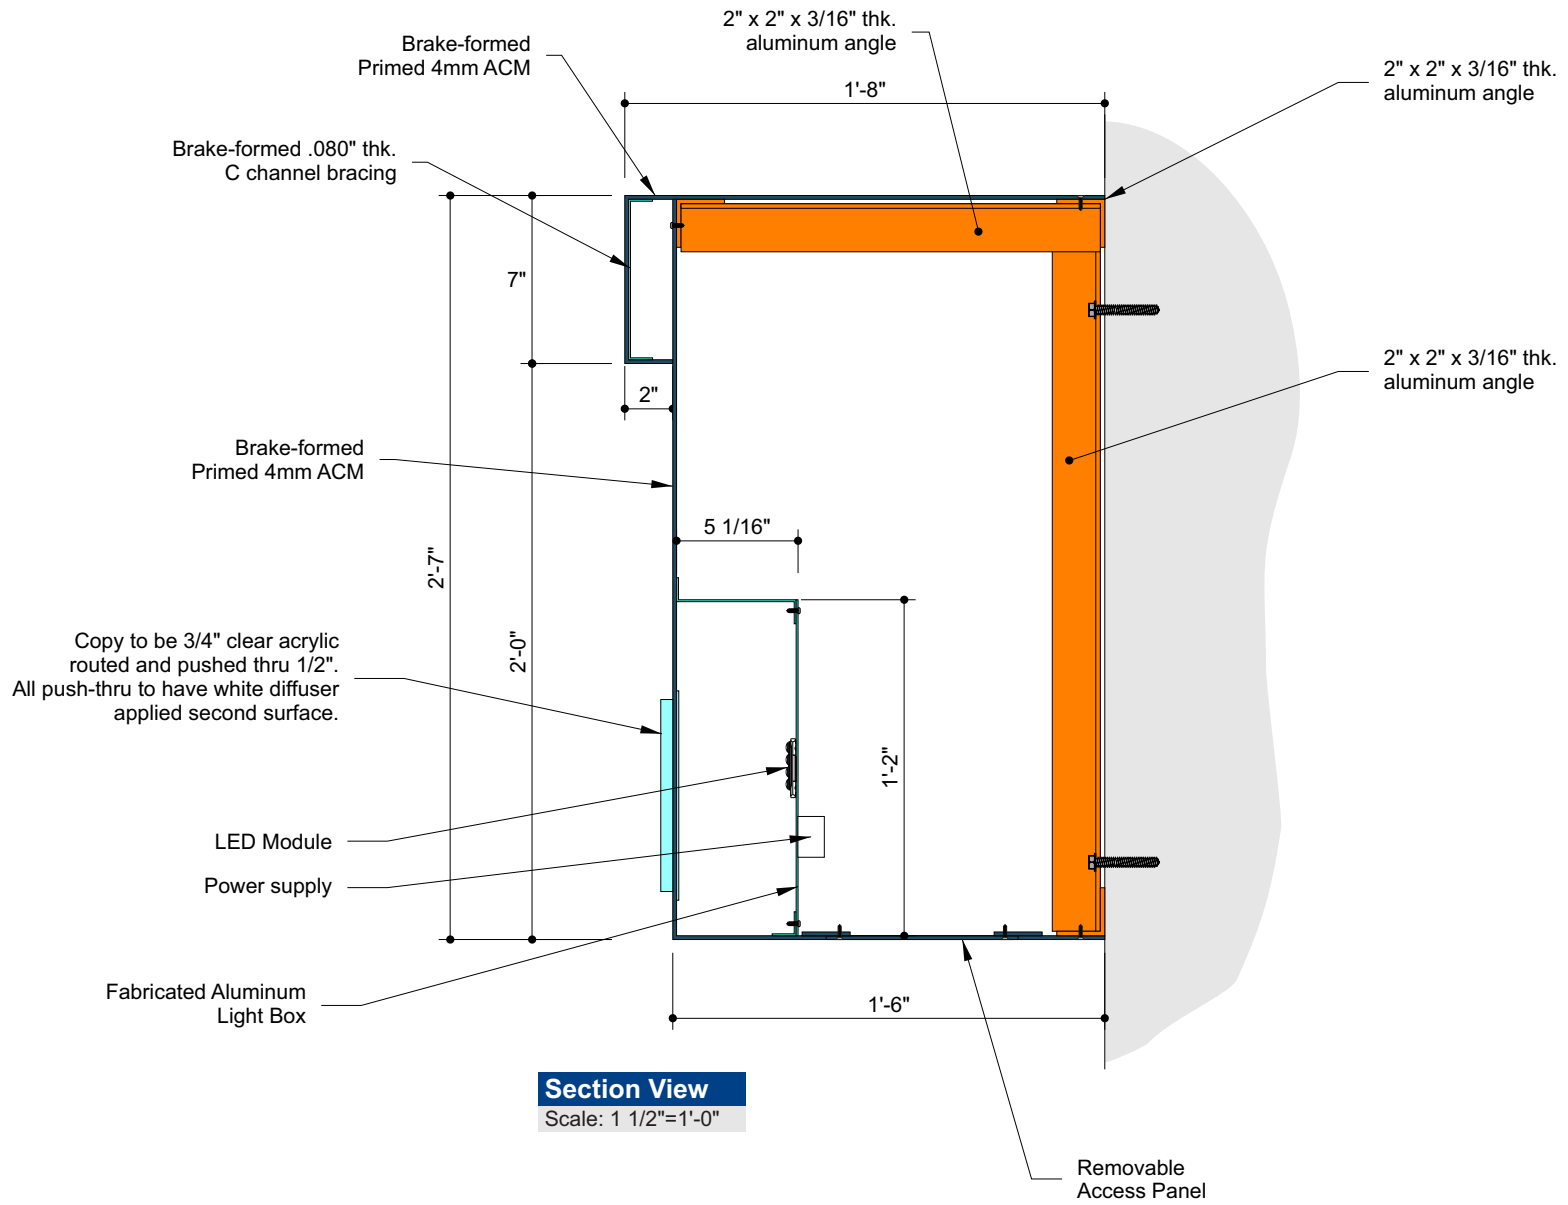 2" x 2" x 3/16" thk.
aluminum angle
Brake-formed
Primed 4mm ACM
2" x 2" x 3/16" thk.
aluminum angle
1'-8"
Brake-formed .080" thk.
C channel bracing
7"
2" x 2" x 3/16" thk.
aluminum angle
2"
Brake-formed
Primed 4mm ACM
5 1/16"
2'-7"
2'-0"
Copy to be 3/4" clear acrylic
routed and pushed thru 1/2".
All push-thru to have white diffuser
applied second surface.
1'-2"
LED Module
Power supply
Fabricated Aluminum
Light Box
1'-6"
Section View
Scale: 1 1/2"=1'-0"
Removable
Access Panel